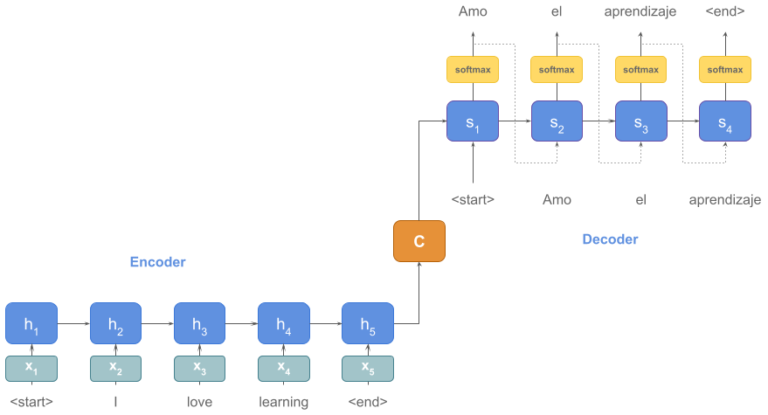 Amo el aprendizaje <end>
softmax softmax softmax softmax
s1 s2 s3 s4
<start> Amo el aprendizaje
C
Decoder
Encoder
h1 h2 h3 h4 h5
x1 x2 x3 x4 x5
<start> I love learning <end>